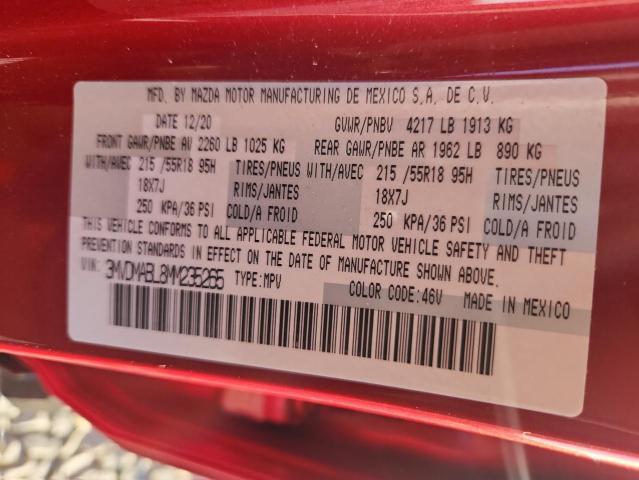 MFD. BY MAZDA MOTOR MANUFACTURING DE MEXICO S.A. DE C.V.
DATE 12/20 GVWR/PNBV 4217 LB 1913 KG
FRONT GAWR/PNBE AV 2260 LB 1025 KG REAR GAWR/PNBE AR 1962 LB 890 KG
WITH/AVEC 215 /55R18 95H TIRES/PNEUS WITH/AVEC 215 /55R18 95H TIRES/PNEUS
18X7J RIMS/JANTES 18X7J RIMS/JANTES
250 KPA/36 PSI COLD/A FROID 250 KPA/36 PSI COLD/A FROID
THIS VEHICLE CONFORMS TO ALL APPLICABLE FEDERAL MOTOR VEHICLE SAFETY AND THEFT
PREVENTION STANDARDS IN EFFECT ON THE DATE OF MANUFACTURE SHOWN ABOVE.
VIN: 3MVDMABL8MM235265 TYPE: MPV
COLOR CODE:46V MADE IN MEXICO